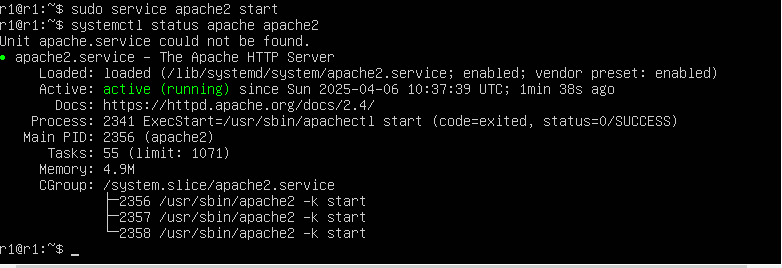 r1@r1:~$ sudo service apache2 start
r1@r1:~$ systemctl status apache apache2
Unit apache.service could not be found.
● apache2.service - The Apache HTTP Server
     Loaded: loaded (/lib/systemd/system/apache2.service; enabled; vendor preset: enabled)
     Active: active (running) since Sun 2025-04-06 10:37:39 UTC; 1min 38s ago
       Docs: https://httpd.apache.org/docs/2.4/
    Process: 2341 ExecStart=/usr/sbin/apachectl start (code=exited, status=0/SUCCESS)
   Main PID: 2356 (apache2)
      Tasks: 55 (limit: 1071)
     Memory: 4.9M
     CGroup: /system.slice/apache2.service
             ├─2356 /usr/sbin/apache2 -k start
             ├─2357 /usr/sbin/apache2 -k start
             └─2358 /usr/sbin/apache2 -k start
r1@r1:~$ _